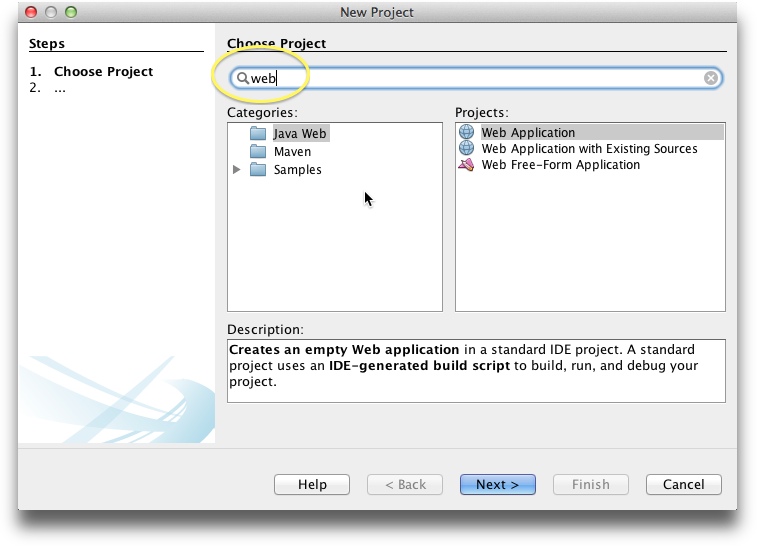 New Project
Steps
1. Choose Project
2. ...
Choose Project
web
Categories:
Java Web
Maven
Samples
Projects:
Web Application
Web Application with Existing Sources
Web Free-Form Application
Description:
Creates an empty Web application in a standard IDE project. A standard
project uses an IDE-generated build script to build, run, and debug your
project.
Help
< Back
Next >
Finish
Cancel